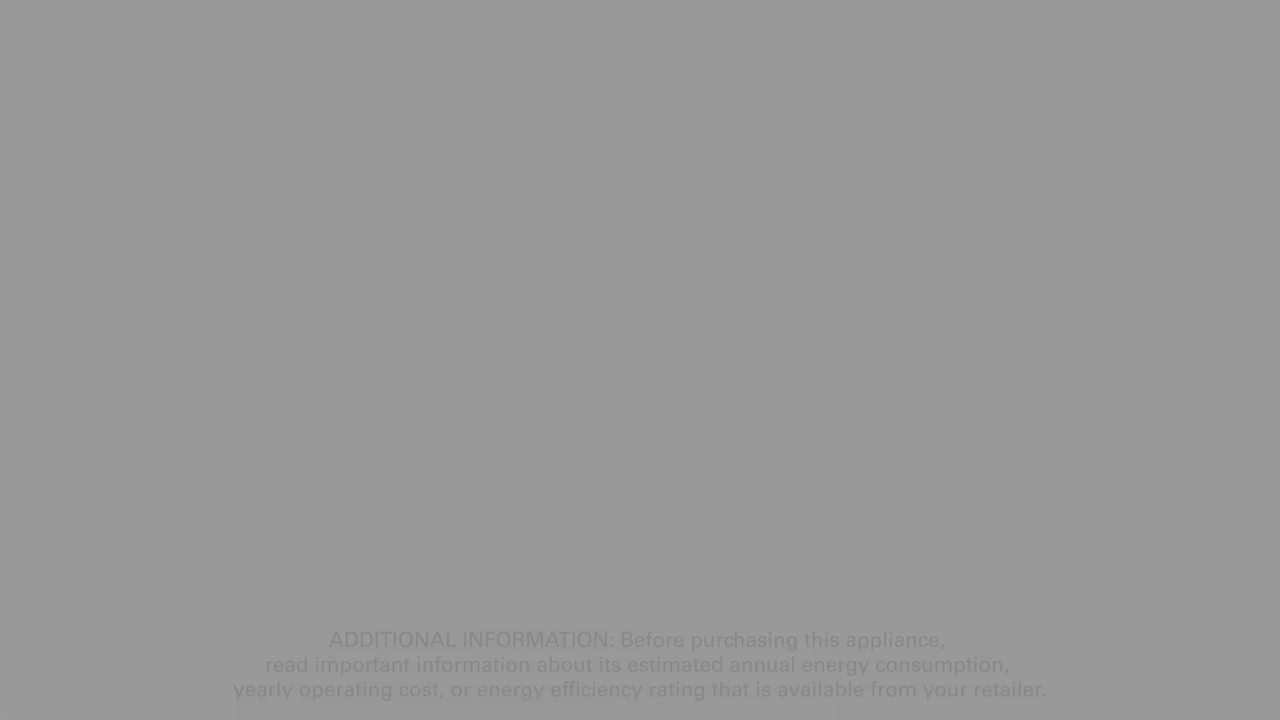 ADDITIONAL INFORMATION: Before purchasing this appliance,
read important information about its estimated annual energy consumption,
yearly operating cost, or energy efficiency rating that is available from your retailer.